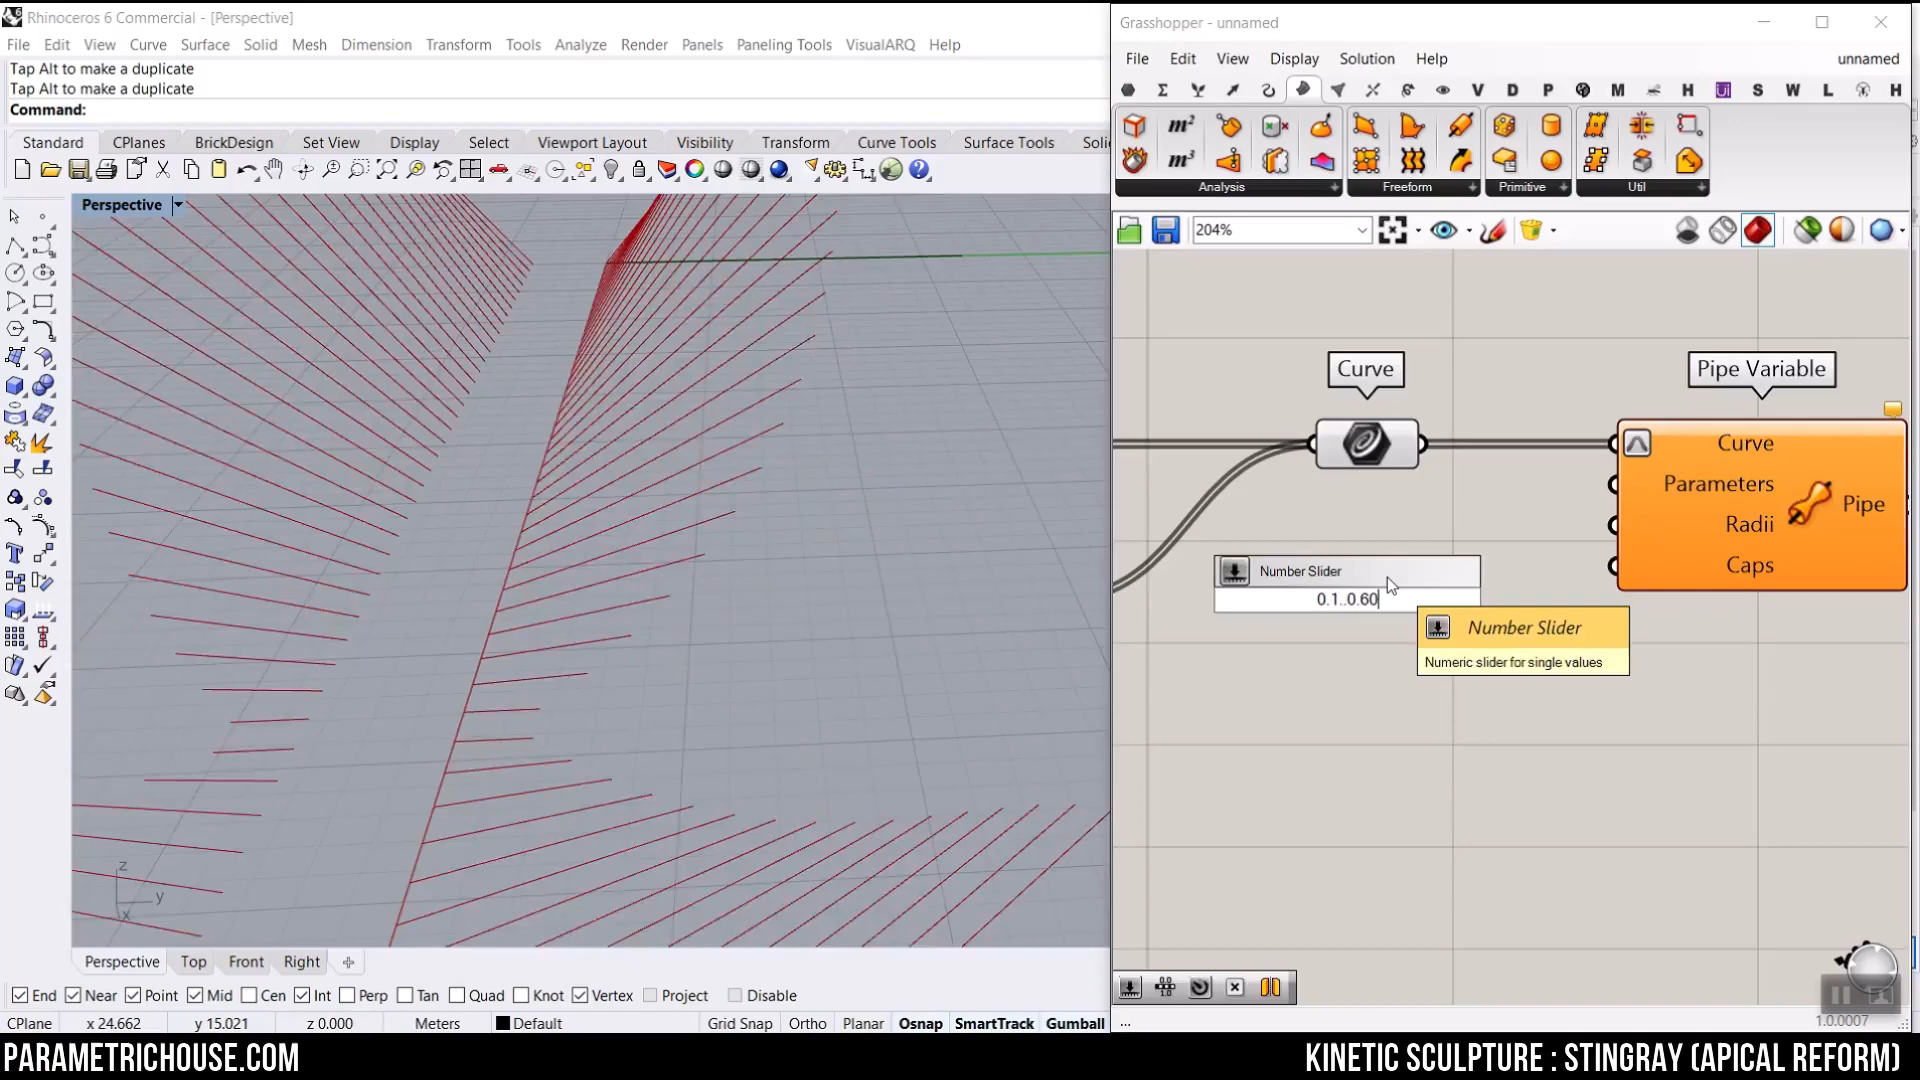 Rhinoceros 6 Commercial - [Perspective]
File Edit View Curve Surface Solid Mesh Dimension Transform Tools Analyze Render Panels Paneling Tools VisualARQ Help
Tap Alt to make a duplicate
Tap Alt to make a duplicate
Command:
Standard CPlanes BrickDesign Set View Display Select Viewport Layout Visibility Transform Curve Tools Surface Tools Soli
Perspective
z
y
x
Perspective Top Front Right
End Near Point Mid Cen Int Perp Tan Quad Knot Vertex Project Disable
CPlane x 24.662 y 15.021 z 0.000 Meters Default Grid Snap Ortho Planar Osnap SmartTrack Gumball
Grasshopper - unnamed
File Edit View Display Solution Help unnamed
V D P M H S W L H
m²
m³
Analysis Freeform Primitive Util
204%
Curve
Pipe Variable
Curve
Parameters
Radii
Caps
Pipe
Number Slider
0.1..0.60
Number Slider
Numeric slider for single values
...
1.0.0007
PARAMETRICHOUSE.COM
KINETIC SCULPTURE : STINGRAY (APICAL REFORM)